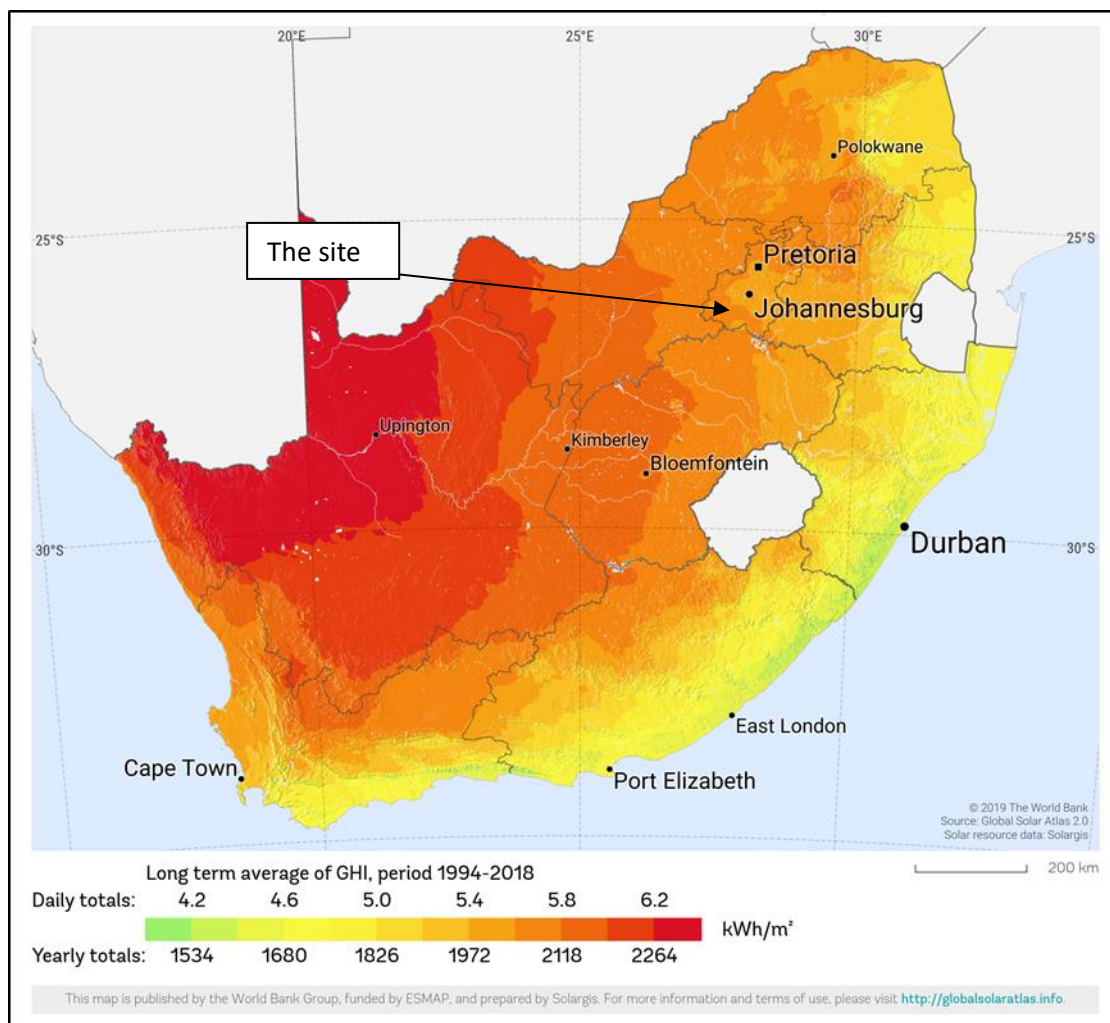 20°E 25°E 30°E
Polokwane
25°S 25°S
The site
Pretoria
Johannesburg
Upington
Kimberley
Bloemfontein
30°S 30°S
Durban
East London
Cape Town
Port Elizabeth
© 2019 The World Bank
Source: Global Solar Atlas 2.0
Solar resource data: Solargis
Long term average of GHI, period 1994-2018
200 km
Daily totals: 4.2 4.6 5.0 5.4 5.8 6.2
kWh/m²
Yearly totals: 1534 1680 1826 1972 2118 2264
This map is published by the World Bank Group, funded by ESMAP, and prepared by Solargis. For more information and terms of use, please visit http://globalsolaratlas.info.